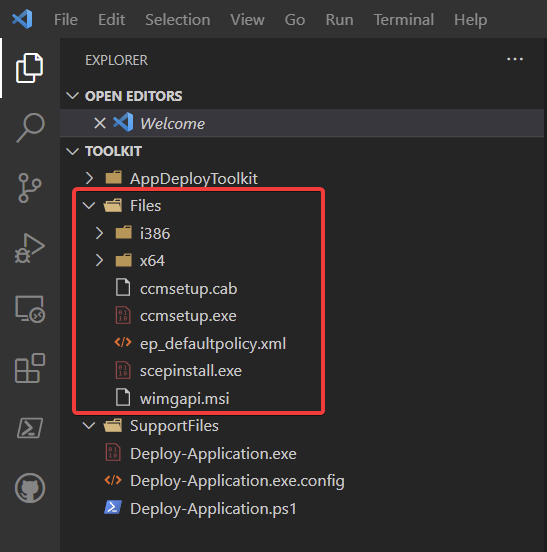 File Edit Selection View Go Run Terminal Help
EXPLORER
OPEN EDITORS
Welcome
TOOLKIT
AppDeployToolkit
Files
i386
x64
ccmsetup.cab
ccmsetup.exe
ep_defaultpolicy.xml
scepinstall.exe
wimgapi.msi
SupportFiles
Deploy-Application.exe
Deploy-Application.exe.config
Deploy-Application.ps1